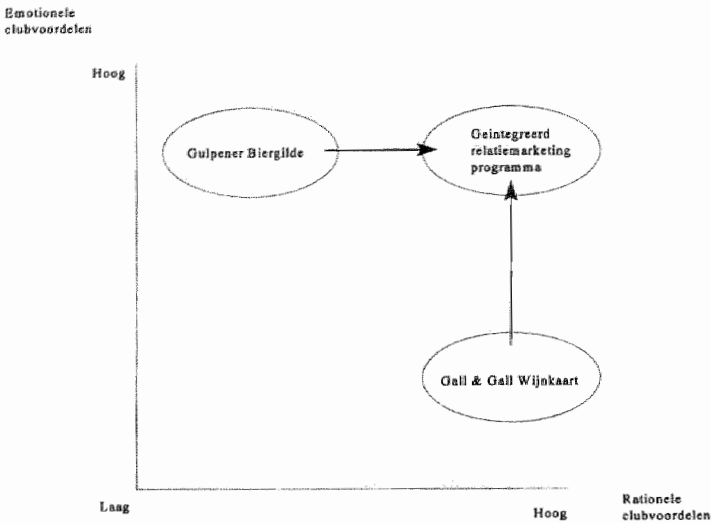 Emotionele
clubvoordelen
Hoog
Gulpener Biergilde
Geintegreerd
relatiemarketing
programma
Gall & Gall Wijnkaart
Laag
Hoog
Rationele
clubvoordelen